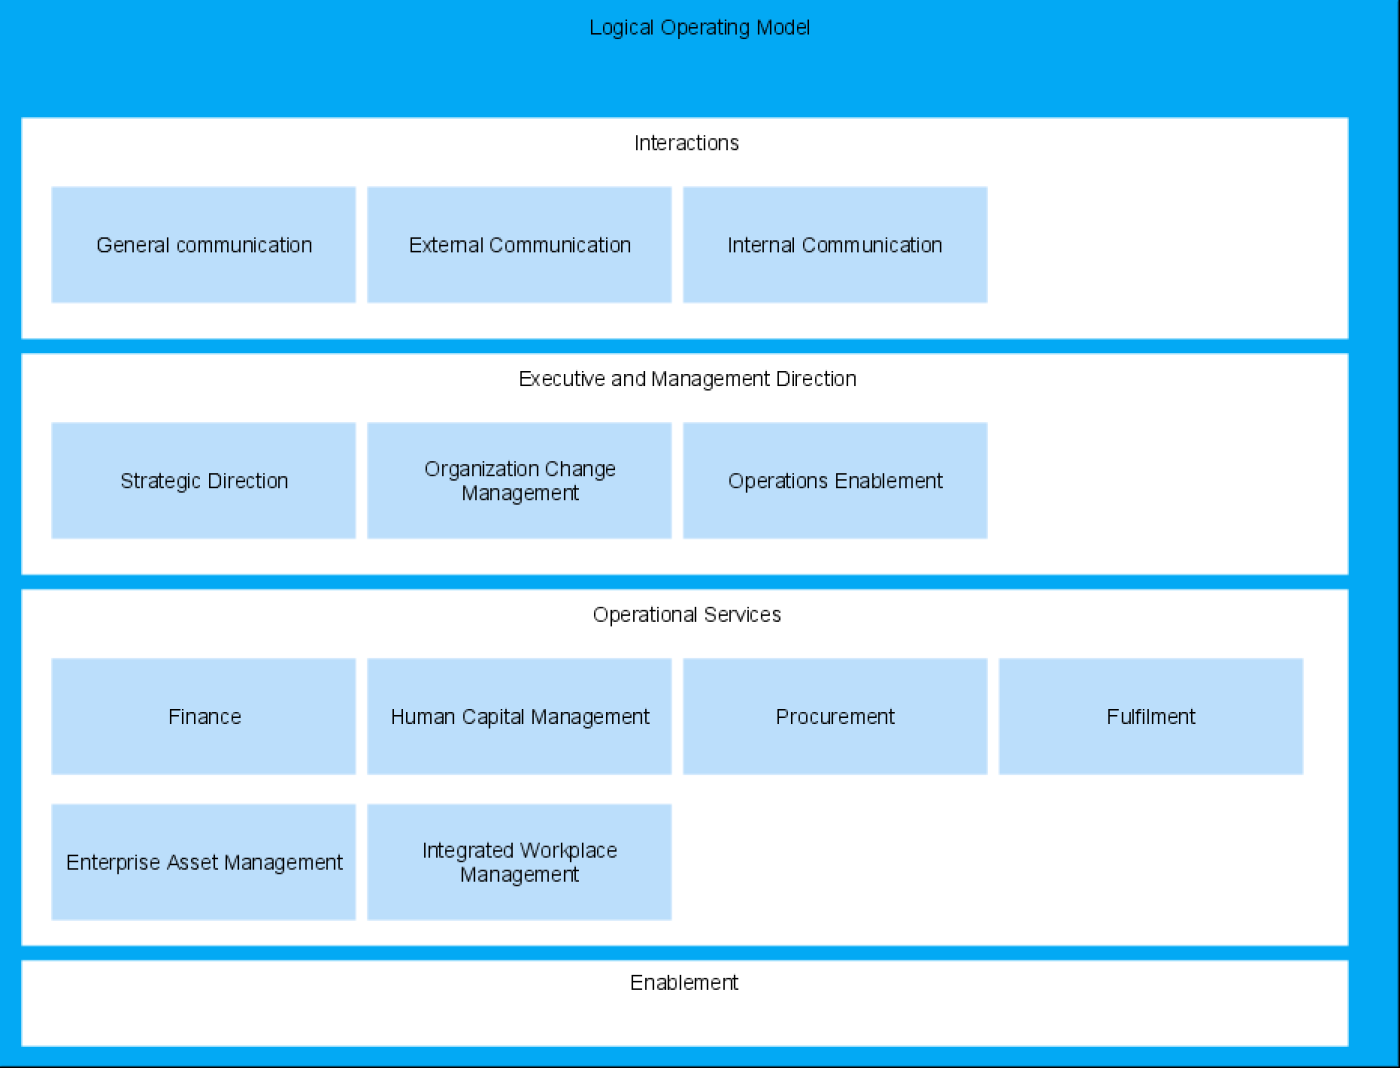 Logical Operating Model
Interactions
General communication
External Communication
Internal Communication
Executive and Management Direction
Strategic Direction
Organization Change
Management
Operations Enablement
Operational Services
Finance
Human Capital Management
Procurement
Fulfilment
Enterprise Asset Management
Integrated Workplace
Management
Enablement